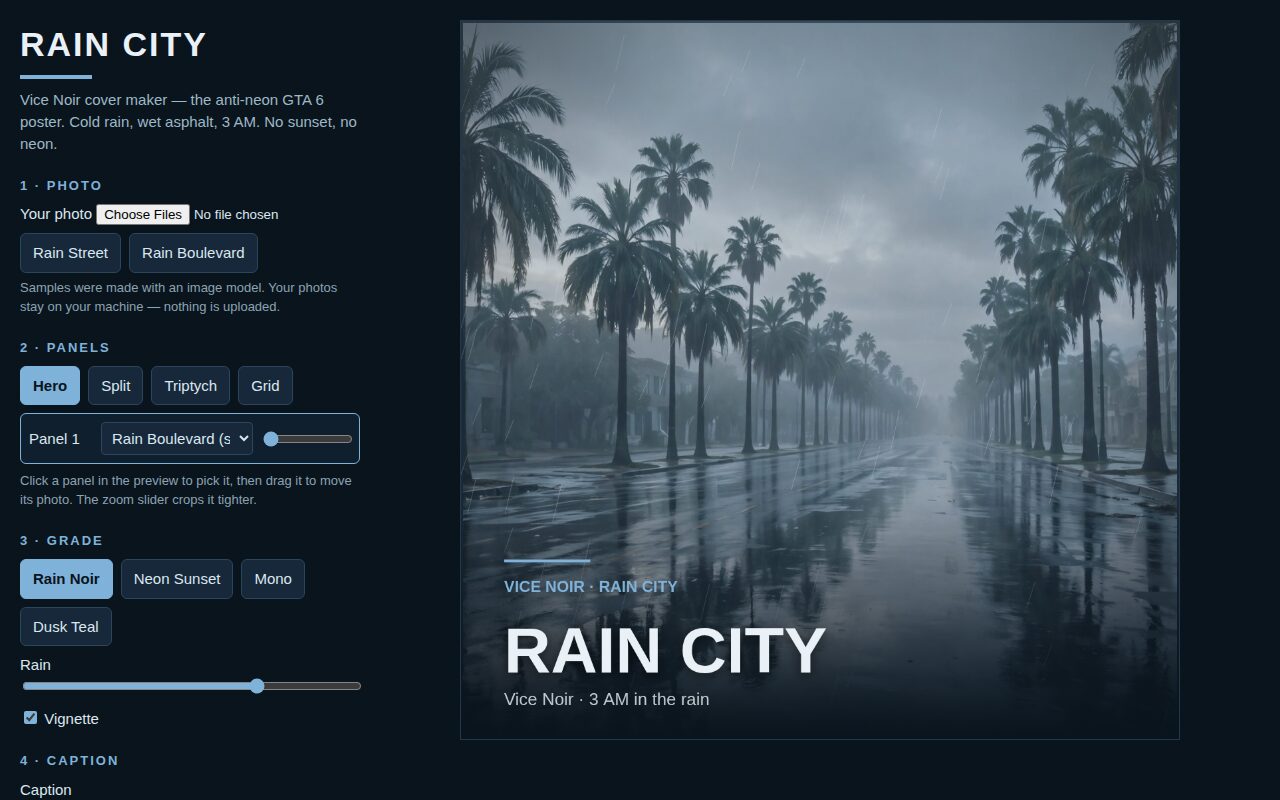 RAIN CITY
Vice Noir cover maker — the anti-neon GTA 6
poster. Cold rain, wet asphalt, 3 AM. No sunset, no
neon.
1 · PHOTO
Your photo Choose Files No file chosen
Rain Street Rain Boulevard
Samples were made with an image model. Your photos
stay on your machine — nothing is uploaded.
2 · PANELS
Hero Split Triptych Grid
Panel 1 Rain Boulevard (s
Click a panel in the preview to pick it, then drag it to move
its photo. The zoom slider crops it tighter.
3 · GRADE
Rain Noir Neon Sunset Mono
Dusk Teal
Rain
Vignette
4 · CAPTION
Caption
VICE NOIR · RAIN CITY
RAIN CITY
Vice Noir · 3 AM in the rain